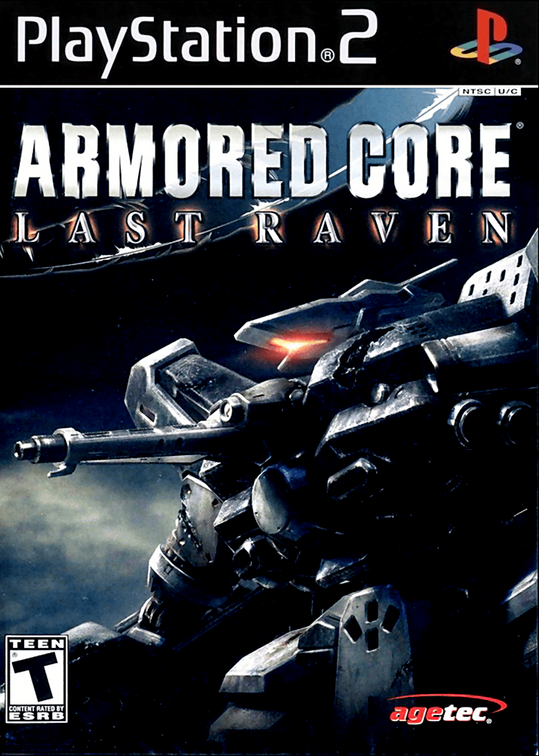 PlayStation®2
NTSC U/C
ARMORED CORE®
LAST RAVEN
TEEN
T
CONTENT RATED BY
ESRB
agetec®